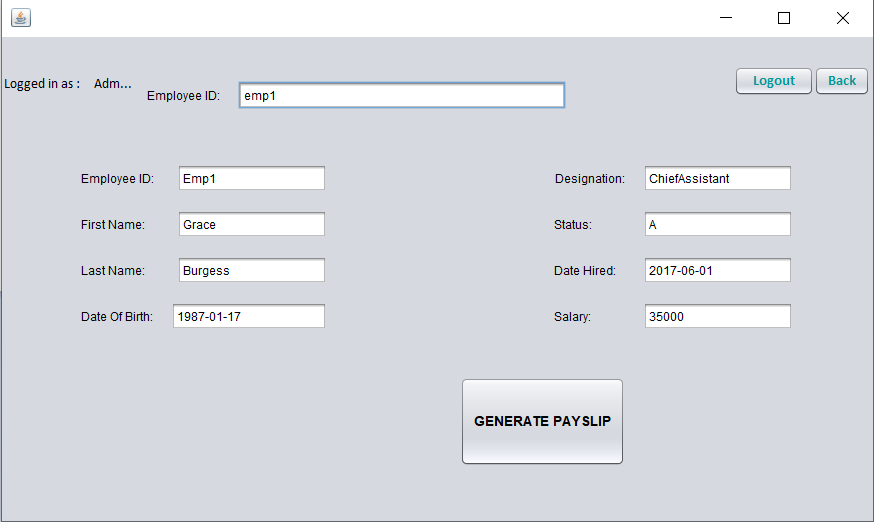 Logged in as : Adm...
Employee ID: emp1
Logout Back
Employee ID: Emp1
Designation: ChiefAssistant
First Name: Grace
Status: A
Last Name: Burgess
Date Hired: 2017-06-01
Date Of Birth: 1987-01-17
Salary: 35000
GENERATE PAYSLIP